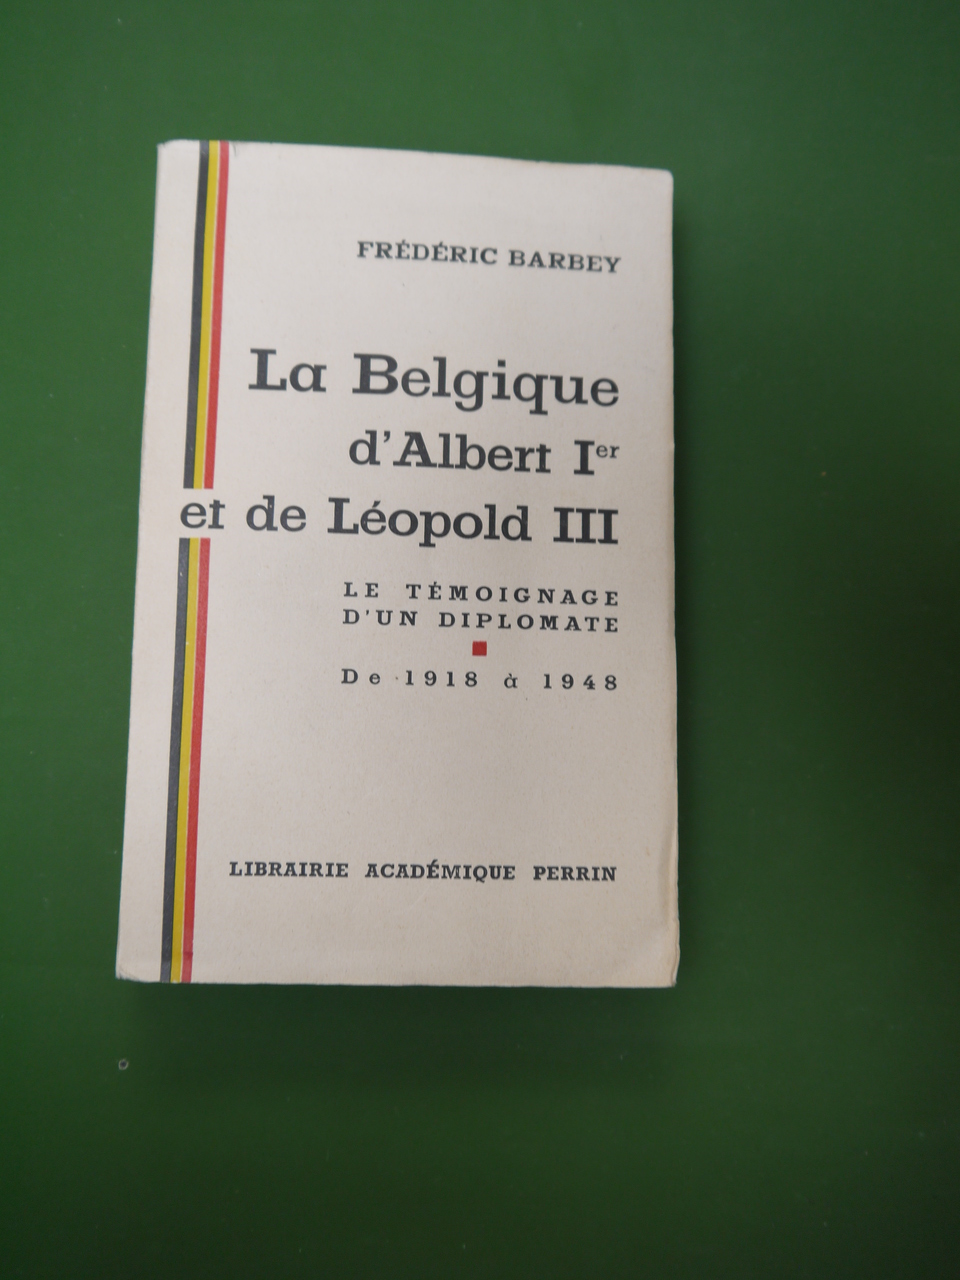 FRÉDÉRIC BARBEY
La Belgique
d'Albert Ier
et de Léopold III
LE TÉMOIGNAGE
D'UN DIPLOMATE
De 1918 à 1948
LIBRAIRIE ACADÉMIQUE PERRIN